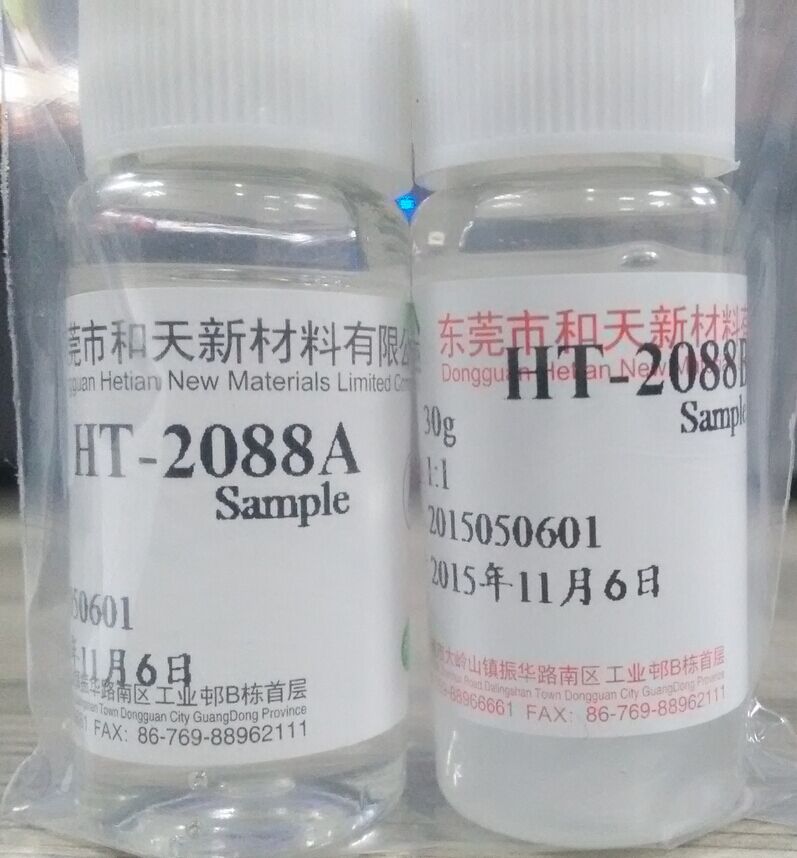 莞市和天新材料有限
Hetian New Materials Limited
HT-2088A
Sample
50601
11月6日
振华路南区 工业邨B栋首层
Town Dongguan City GuangDong Province
FAX: 86-769-88962111
东莞市和天新材料
Dongguan Hetian New
HT-2088B
Sample
30g
1:1
2015050601
2015年11月6日
大岭山镇振华路南区 工业邨B栋首层
Road Dalingshan Town Dongguan City GuangDong Province
88966661 FAX: 86-769-88962111